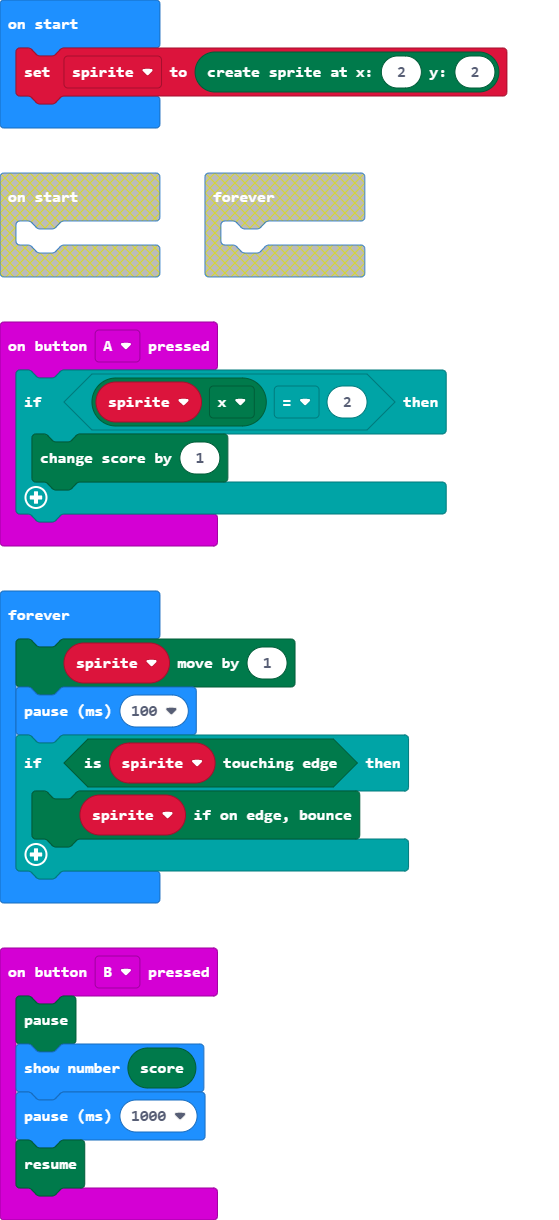 on start
set spirite to create sprite at x: 2 y: 2
on start
forever
on button A pressed
if spirite x = 2 then
change score by 1
forever
spirite move by 1
pause (ms) 100
if is spirite touching edge then
spirite if on edge, bounce
on button B pressed
pause
show number score
pause (ms) 1000
resume